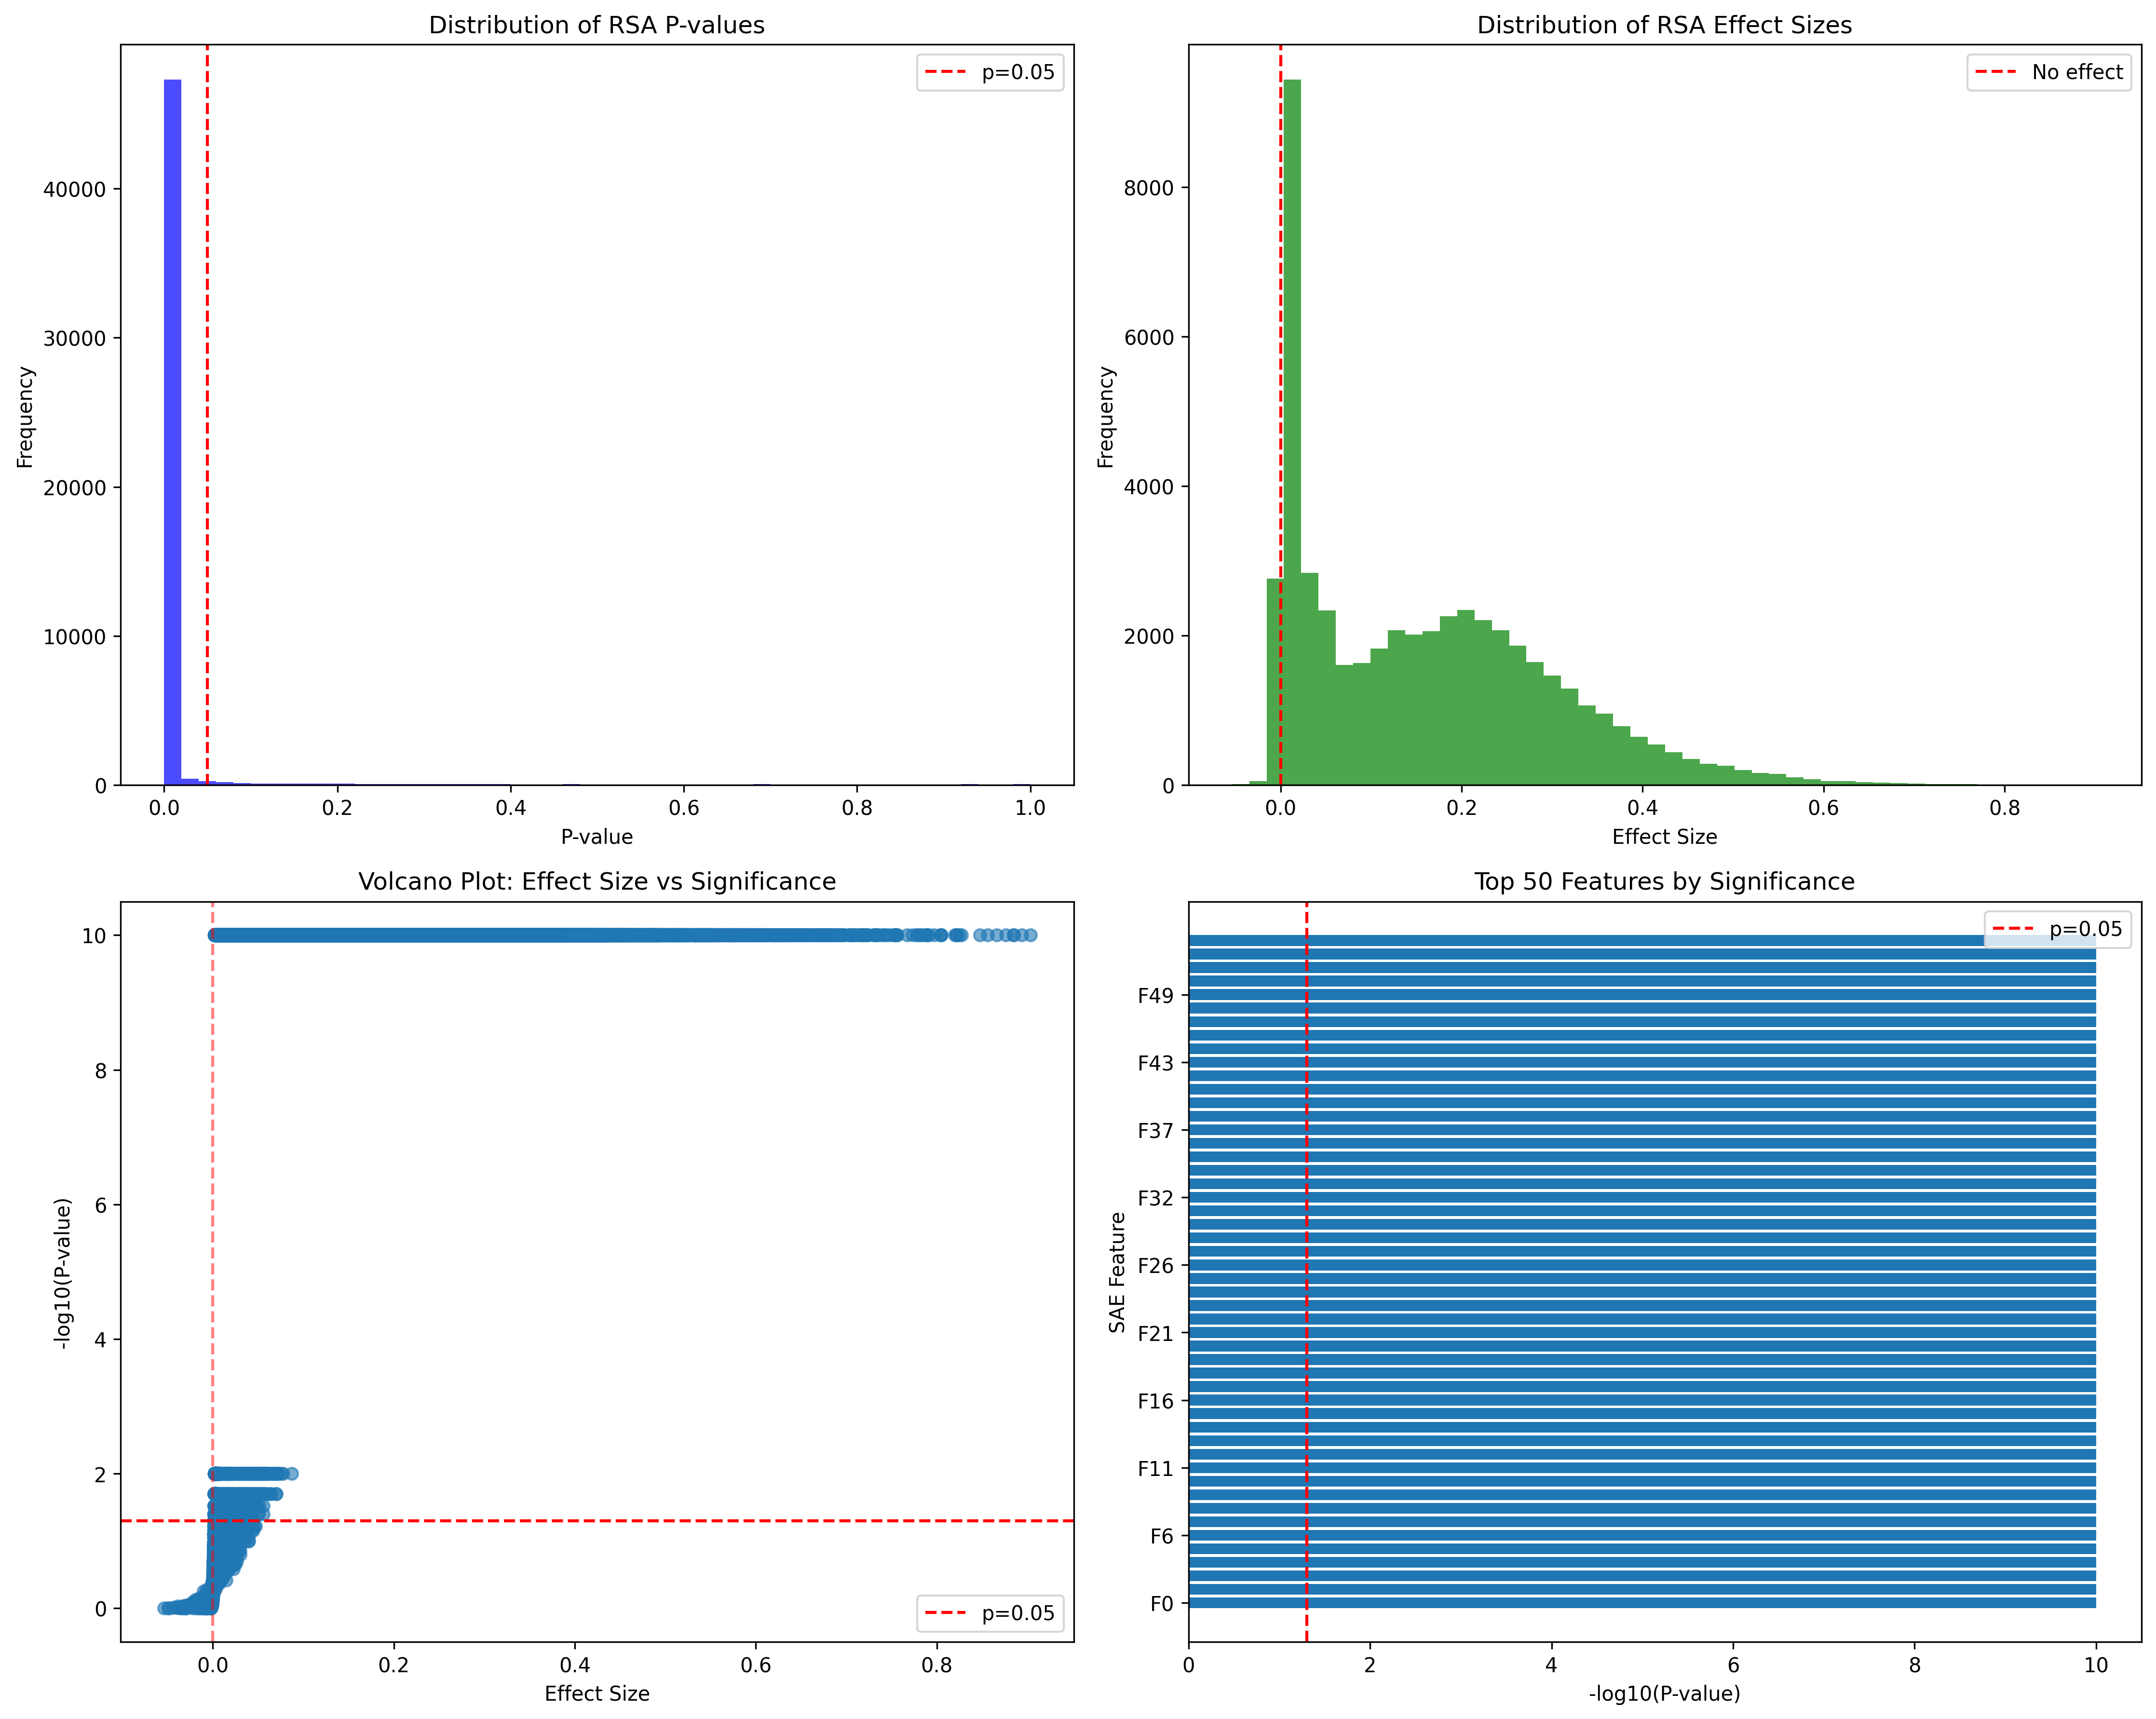 Distribution of RSA P-values
p=0.05
Frequency
40000
30000
20000
10000
0
0.0 0.2 0.4 0.6 0.8 1.0
P-value
Distribution of RSA Effect Sizes
No effect
Frequency
8000
6000
4000
2000
0
0.0 0.2 0.4 0.6 0.8
Effect Size
Volcano Plot: Effect Size vs Significance
-log10(P-value)
10
8
6
4
2
0
p=0.05
0.0 0.2 0.4 0.6 0.8
Effect Size
Top 50 Features by Significance
p=0.05
SAE Feature
F49
F43
F37
F32
F26
F21
F16
F11
F6
F0
0 2 4 6 8 10
-log10(P-value)